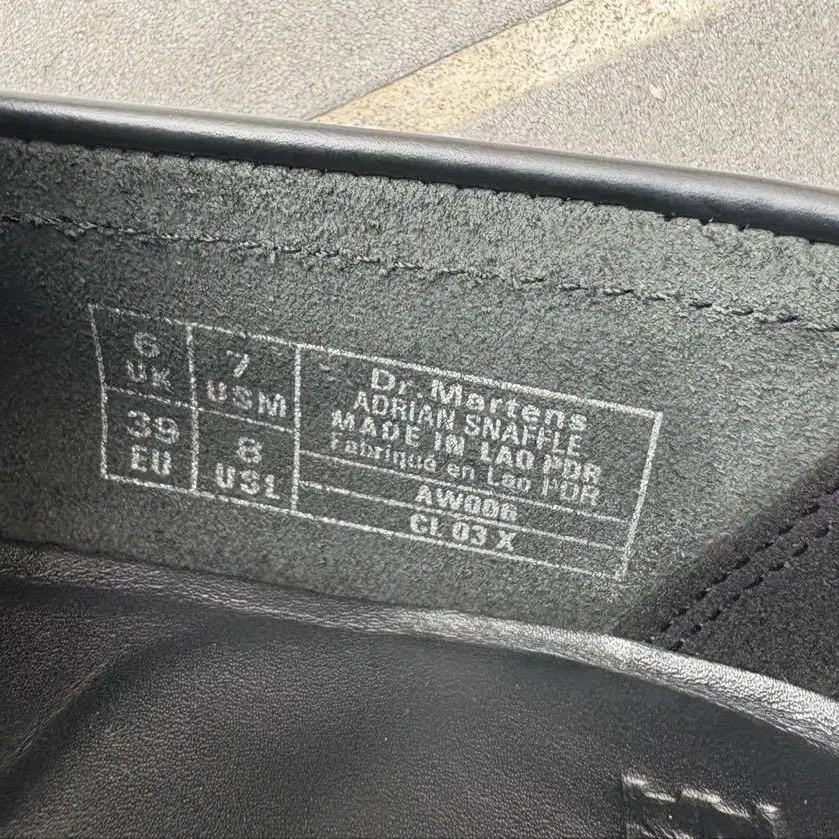 6
UK
7
USM
39
EU
8
USL
Dr. Martens
ADRIAN SNAFFLE
MADE IN LAO PDR
Fabriqué en Lao PDR
AW006
CL 03 X